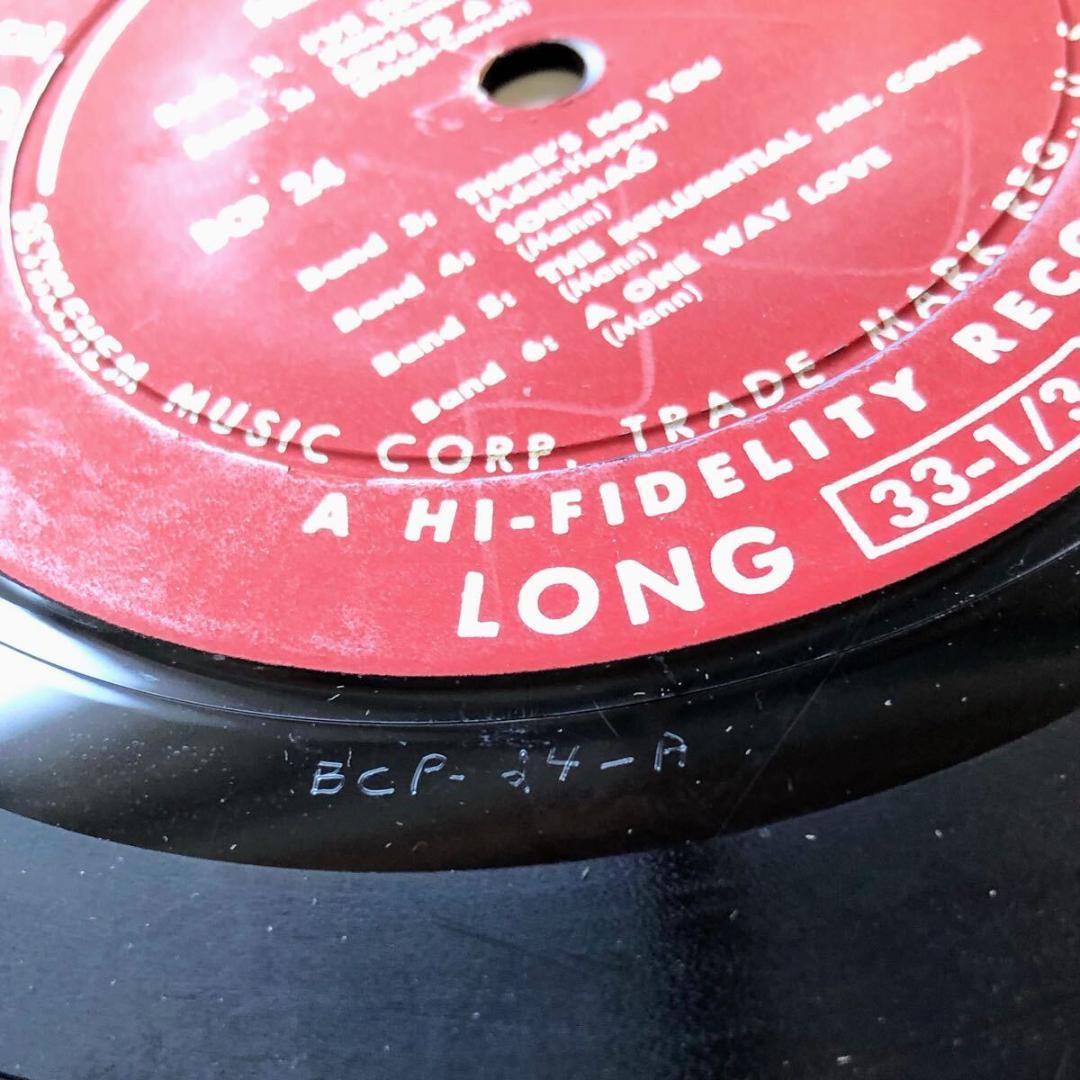 BCP 24
Band 3: THERE'S NO YOU
(Adair-Hopper)
Band 4: SORIMAO
(Mann)
Band 5: THE INFLUENTIAL MR. COHN
(Mann)
Band 6: A ONE WAY LOVE
(Mann)
BETHLEHEM MUSIC CORP. TRADE MARK REG.
A HI-FIDELITY
LONG 33-1/3
BCP-24-A